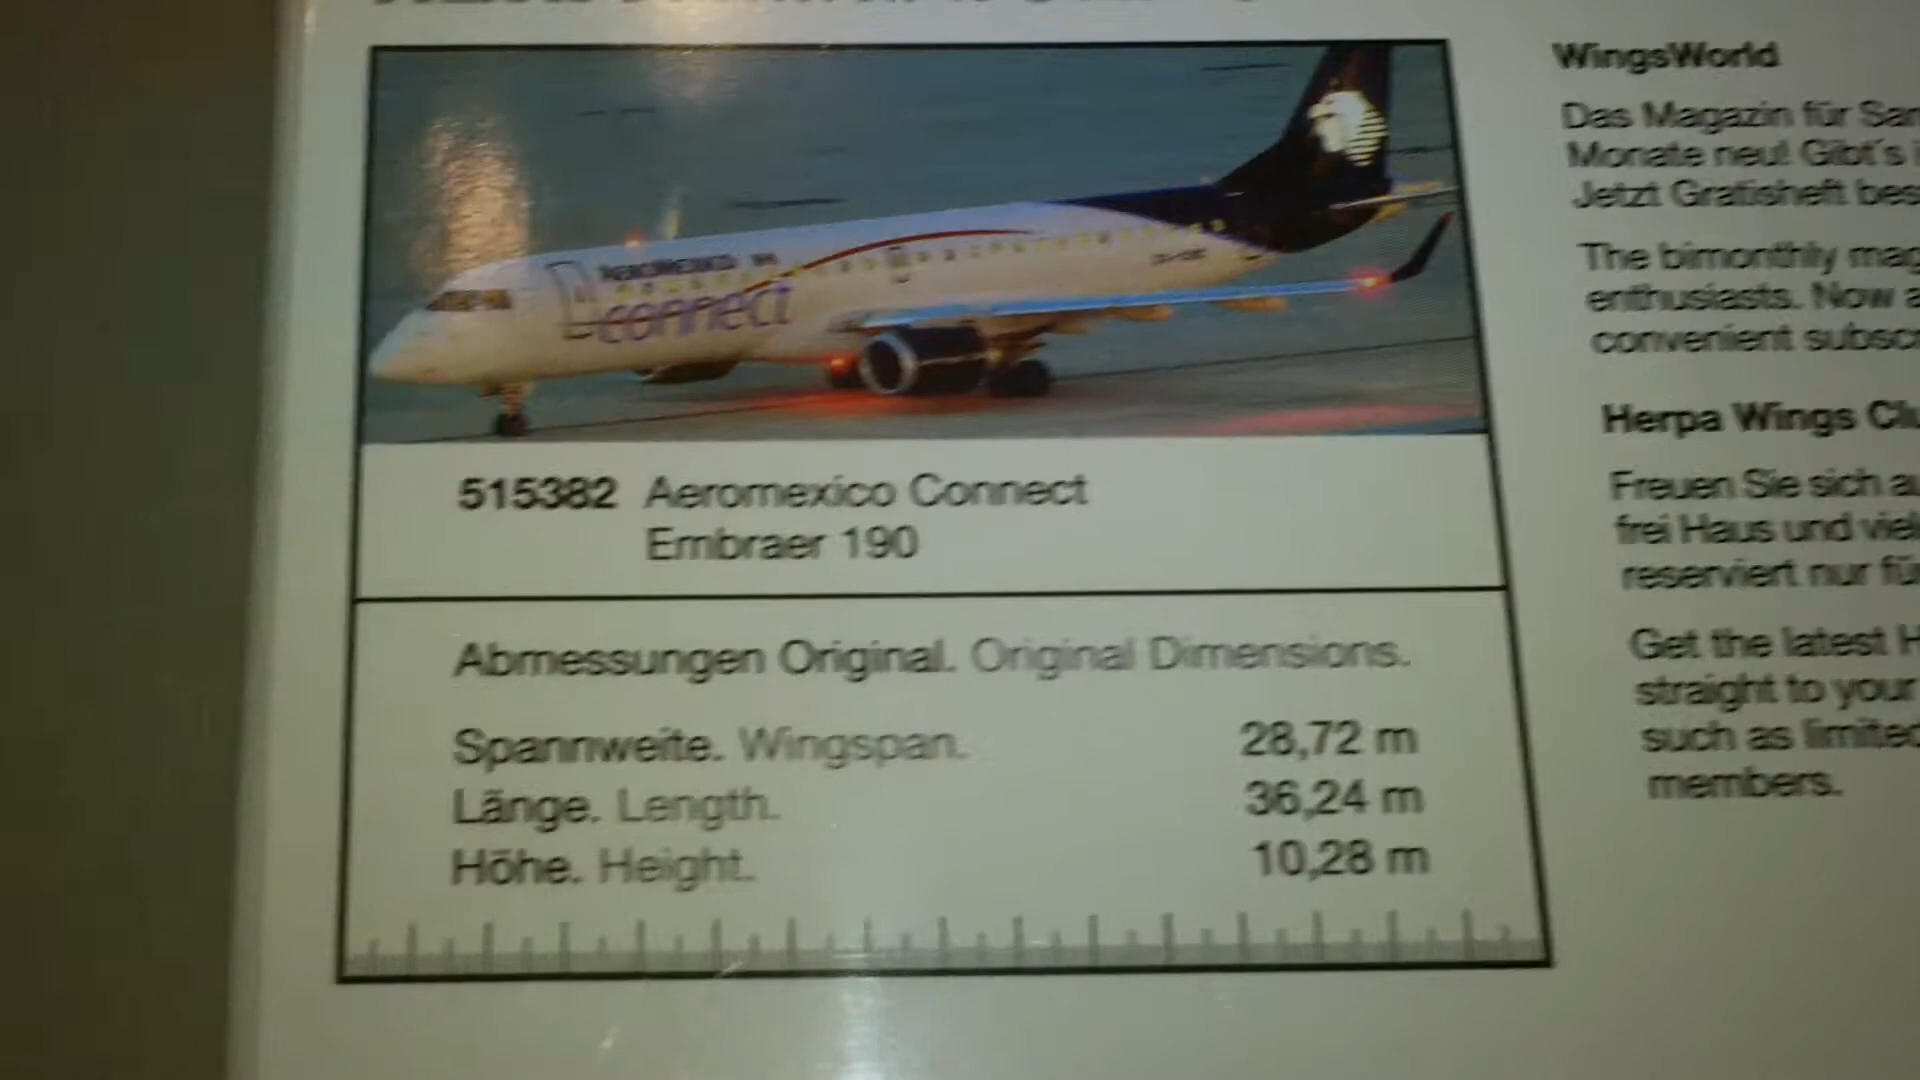 AEROMEXICO
connect
515382 Aeromexico Connect
Embraer 190
Abmessungen Original. Original Dimensions.
Spannweite. Wingspan. 28,72 m
Länge. Length. 36,24 m
Höhe. Height. 10,28 m
WingsWorld
Das Magazin für
Monate neu! Gibt's
Jetzt Gratisheft
The bimonthly
enthusiasts. Now
convenient
Herpa Wings
Freuen Sie sich
frei Haus und
reserviert nur
Get the latest
straight to your
such as limited
members.